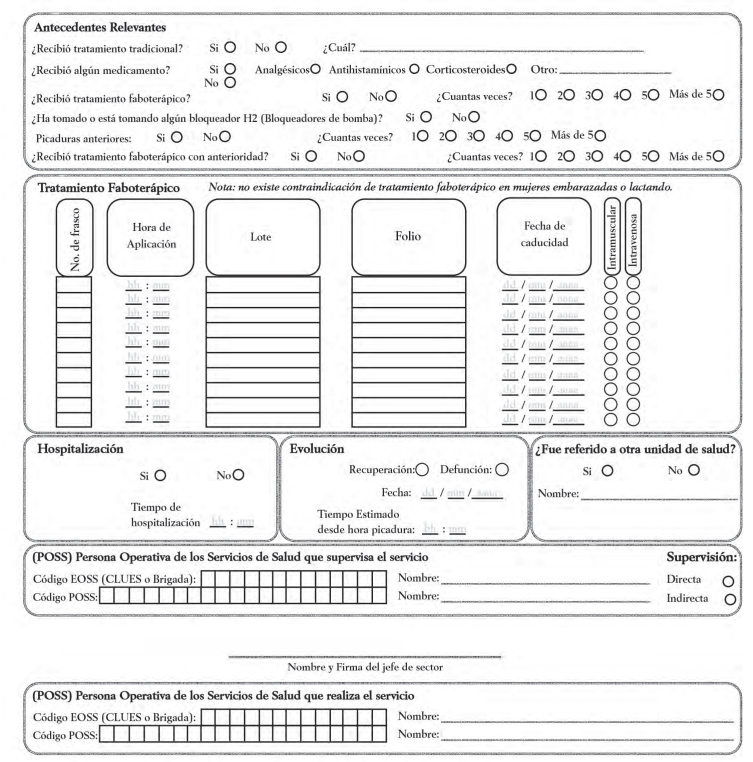 Antecedentes Relevantes
¿Recibió tratamiento tradicional? Si No ¿Cuál?
¿Recibió algún medicamento? Si Analgésicos Antihistamínicos Corticosteroides Otro:
No
¿Recibió tratamiento faboterápico? Si No ¿Cuantas veces? 1 2 3 4 5 Más de 5
¿Ha tomado o está tomando algún bloqueador H2 (Bloqueadores de bomba)? Si No
Picaduras anteriores: Si No ¿Cuantas veces? 1 2 3 4 5 Más de 5
¿Recibió tratamiento faboterápico con anterioridad? Si No ¿Cuantas veces? 1 2 3 4 5 Más de 5
Tratamiento Faboterápico Nota: no existe contraindicación de tratamiento faboterápico en mujeres embarazadas o lactando.
No. de frasco Hora de Aplicación Lote Folio Fecha de caducidad Intramuscular Intravenosa
hh : mm dd / mm / aaaa
hh : mm dd / mm / aaaa
hh : mm dd / mm / aaaa
hh : mm dd / mm / aaaa
hh : mm dd / mm / aaaa
hh : mm dd / mm / aaaa
hh : mm dd / mm / aaaa
hh : mm dd / mm / aaaa
hh : mm dd / mm / aaaa
hh : mm dd / mm / aaaa
Hospitalización
Si No
Tiempo de
hospitalización hh : mm
Evolución
Recuperación: Defunción:
Fecha: dd / mm / aaaa
Tiempo Estimado
desde hora picadura: hh : mm
¿Fue referido a otra unidad de salud?
Si No
Nombre:
(POSS) Persona Operativa de los Servicios de Salud que supervisa el servicio Supervisión:
Código EOSS (CLUES o Brigada): Nombre: Directa
Código POSS: Nombre: Indirecta
Nombre y Firma del jefe de sector
(POSS) Persona Operativa de los Servicios de Salud que realiza el servicio
Código EOSS (CLUES o Brigada): Nombre:
Código POSS: Nombre: